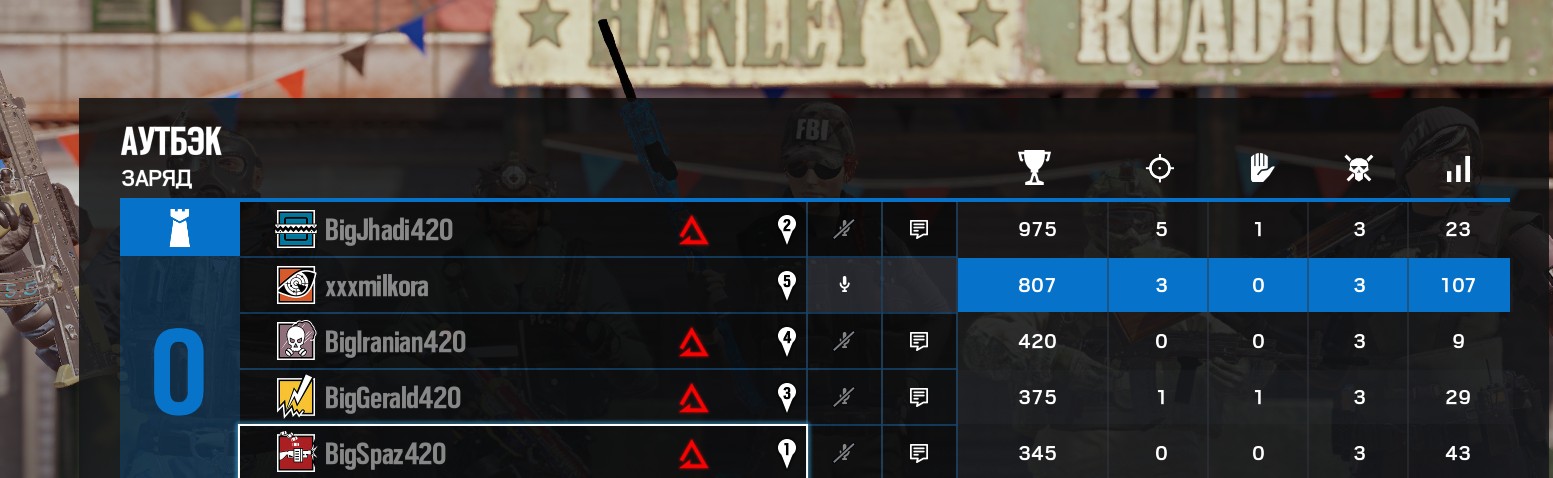 HANLEY'S ROADHOUSE
FBI
АУТБЭК
ЗАРЯД
BigJhadi420 2 975 5 1 3 23
xxxmilkora 5 807 3 0 3 107
BigIranian420 4 420 0 0 3 9
BigGerald420 3 375 1 1 3 29
BigSpaz420 1 345 0 0 3 43
0